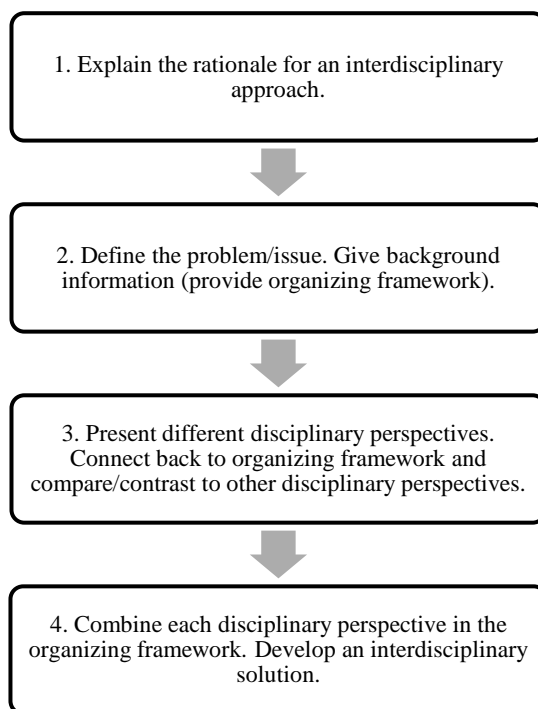 1. Explain the rationale for an interdisciplinary
approach.
2. Define the problem/issue. Give background
information (provide organizing framework).
3. Present different disciplinary perspectives.
Connect back to organizing framework and
compare/contrast to other disciplinary perspectives.
4. Combine each disciplinary perspective in the
organizing framework. Develop an interdisciplinary
solution.